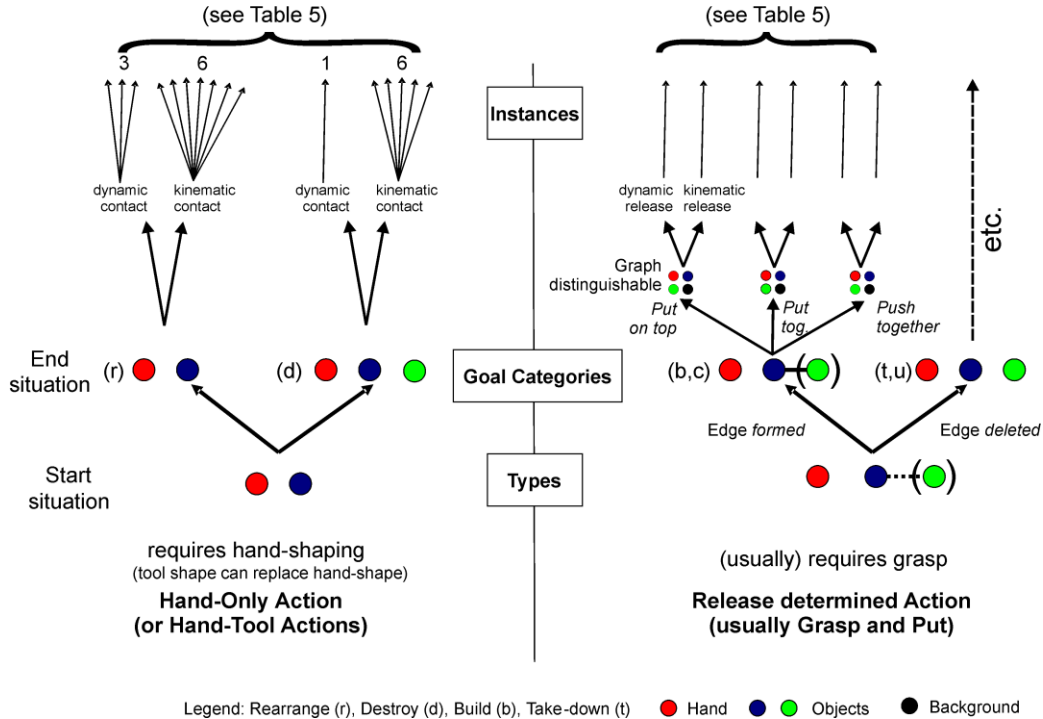 (see Table 5)
(see Table 5)
3
6
1
6
Instances
dynamic
contact
kinematic
contact
dynamic
contact
kinematic
contact
dynamic
release
kinematic
release
etc.
Graph
distinguishable
Put
on top
Put
tog.
Push
together
End
situation
(r)
(d)
Goal Categories
(b,c)
( )
(t,u)
Edge formed
Edge deleted
Start
situation
Types
( )
requires hand-shaping
(tool shape can replace hand-shape)
Hand-Only Action
(or Hand-Tool Actions)
(usually) requires grasp
Release determined Action
(usually Grasp and Put)
Legend: Rearrange (r), Destroy (d), Build (b), Take-down (t) Hand Objects Background